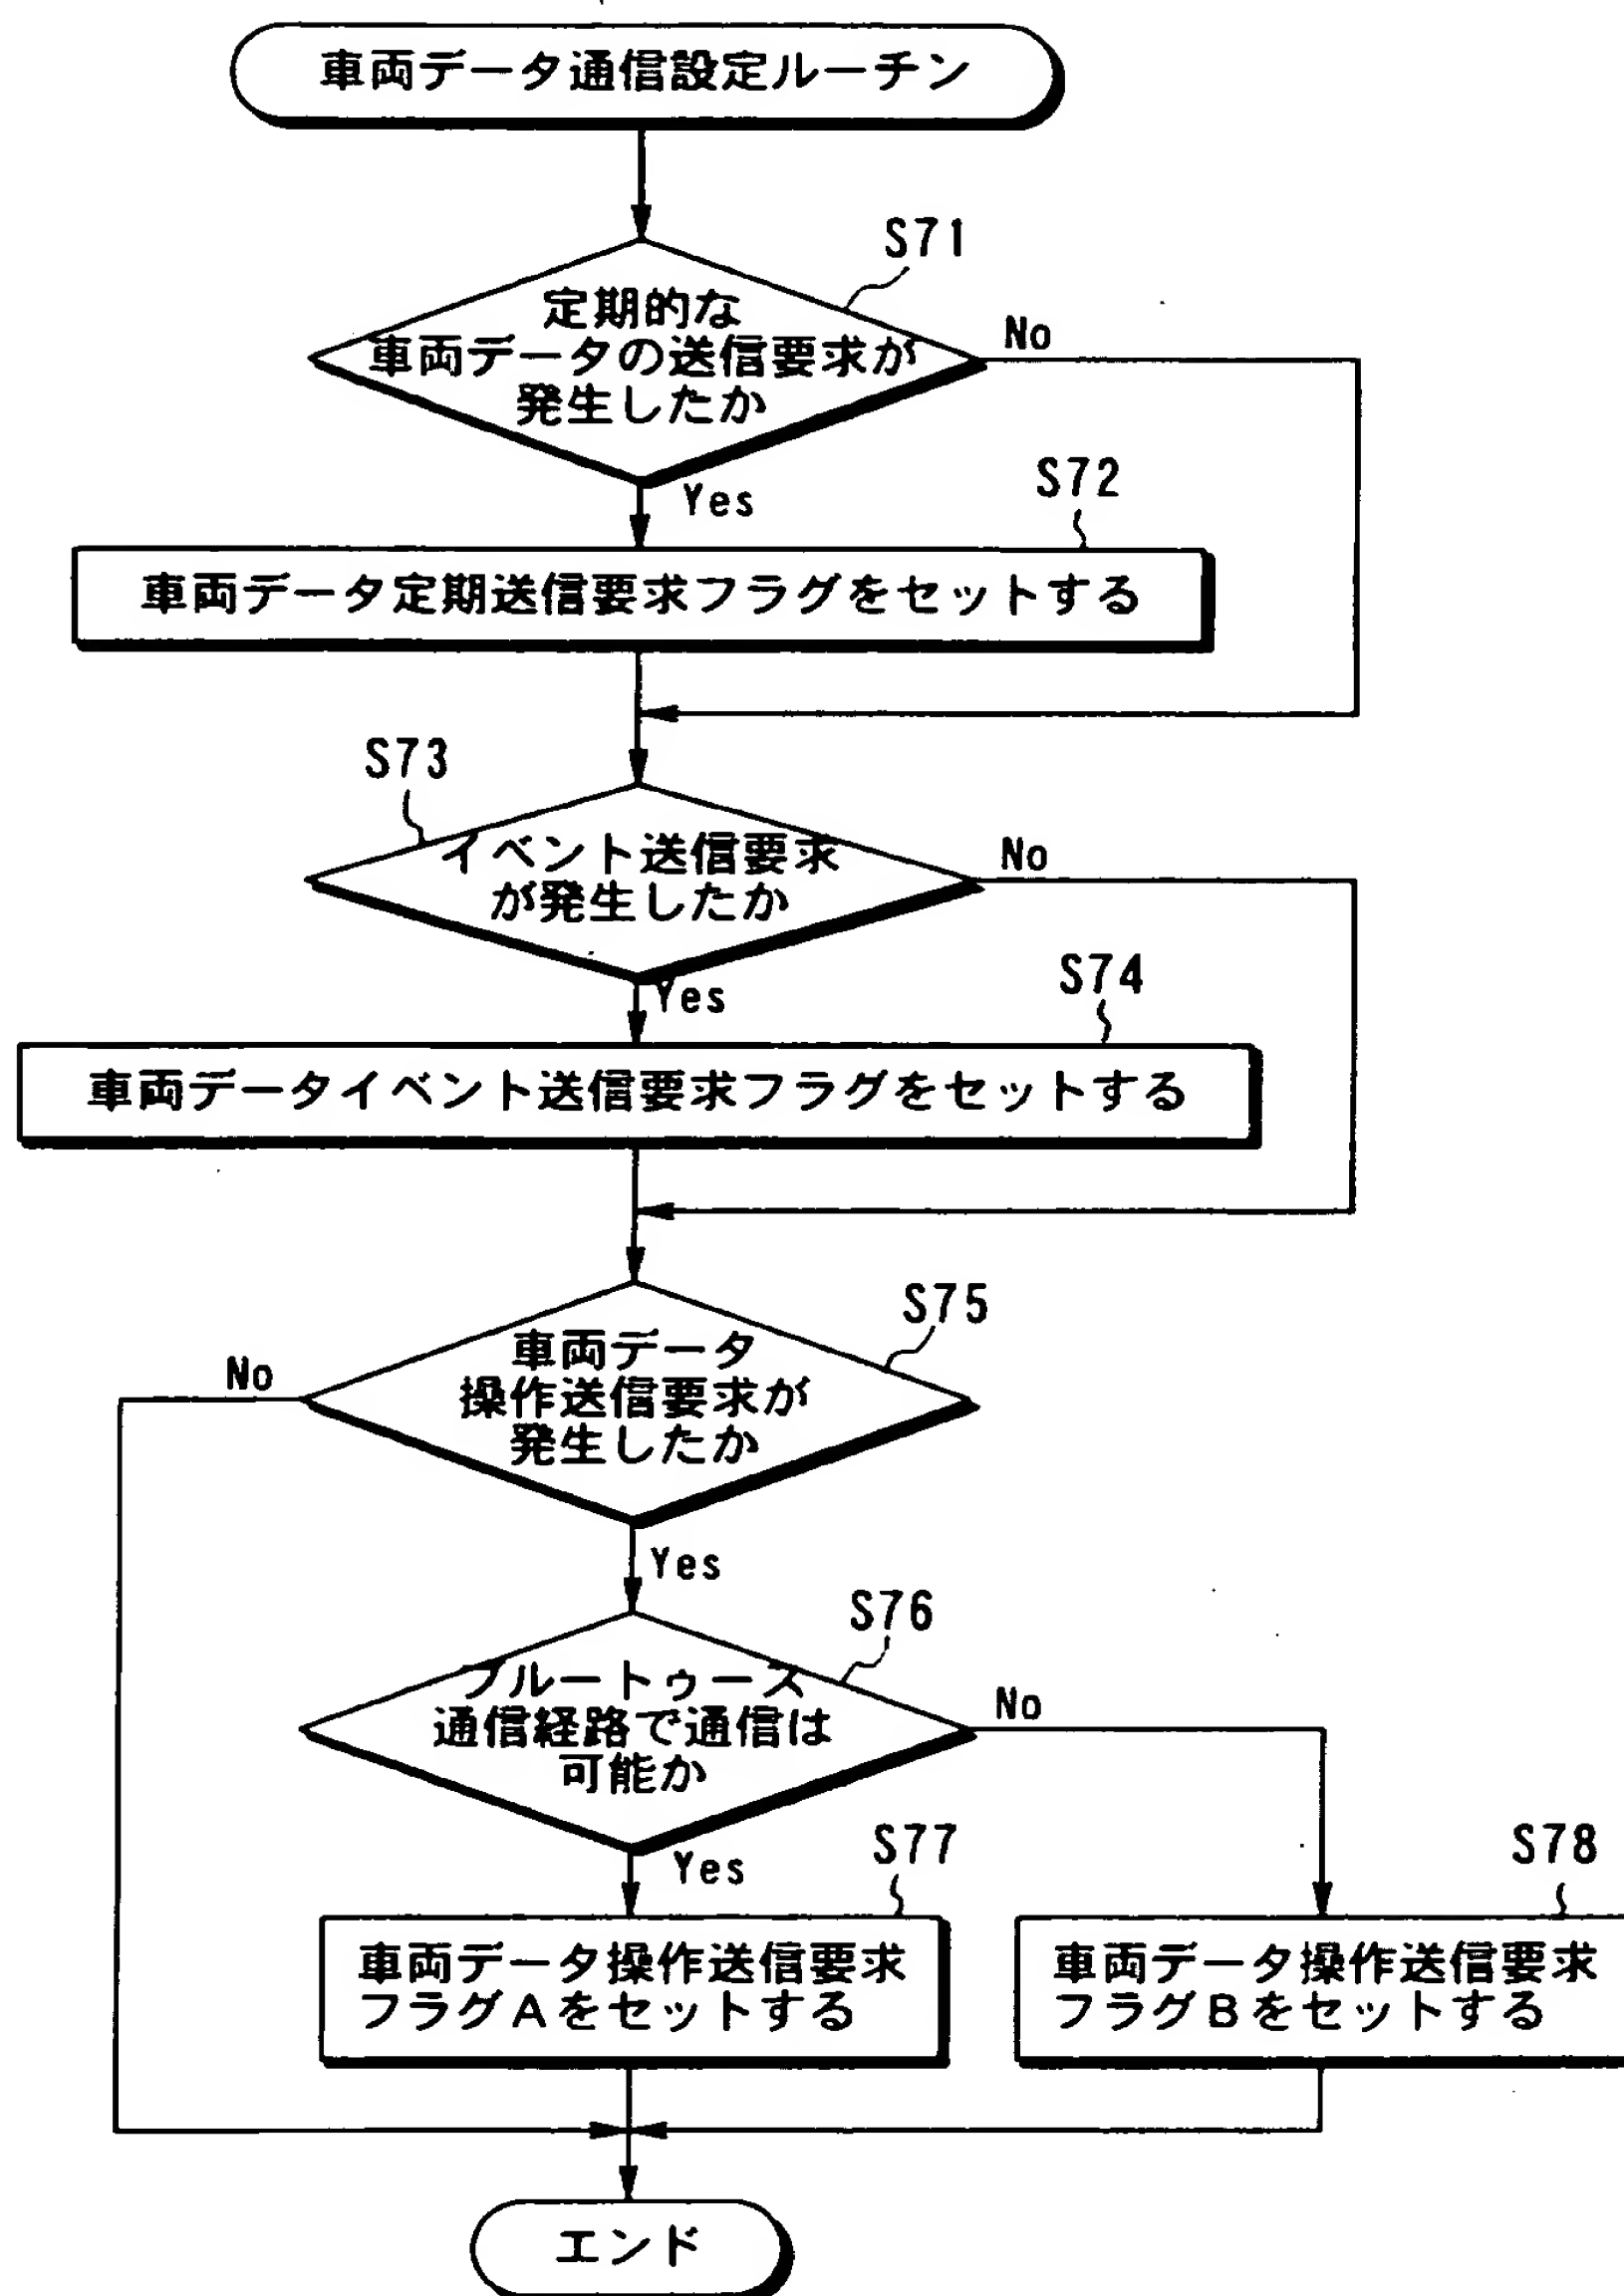 車両データ通信設定ルーチン
S71
定期的な
車両データの送信要求が
発生したか
No
Yes
S72
車両データ定期送信要求フラグをセットする
S73
イベント送信要求
が発生したか
No
Yes
S74
車両データイベント送信要求フラグをセットする
S75
車両データ
操作送信要求が
発生したか
No
Yes
S76
ブルートゥース
通信経路で通信は
可能か
No
Yes
S77
車両データ操作送信要求
フラグAをセットする
S78
車両データ操作送信要求
フラグBをセットする
エンド